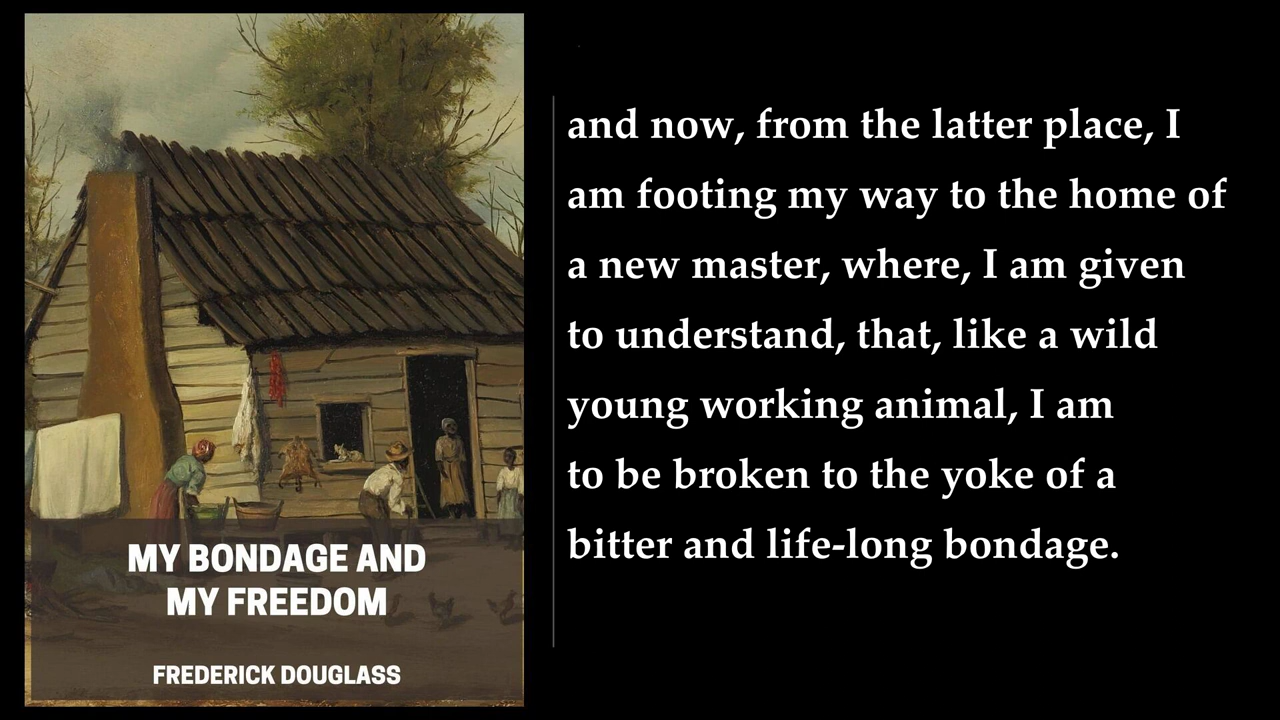 MY BONDAGE AND
MY FREEDOM
FREDERICK DOUGLASS
and now, from the latter place, I
am footing my way to the home of
a new master, where, I am given
to understand, that, like a wild
young working animal, I am
to be broken to the yoke of a
bitter and life-long bondage.